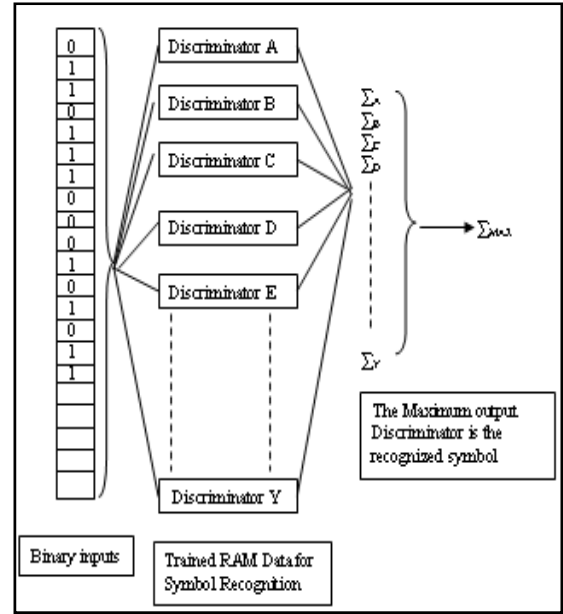 0
1
1
0
1
1
1
0
0
0
1
0
1
0
1
1
Discriminator A
Discriminator B
Discriminator C
Discriminator D
Discriminator E
Discriminator Y
∑A
∑B
∑
∑D
∑Y
∑MAX
The Maximum output
Discriminator is the
recognized symbol
Binary inputs
Trained RAM Data for
Symbol Recognition